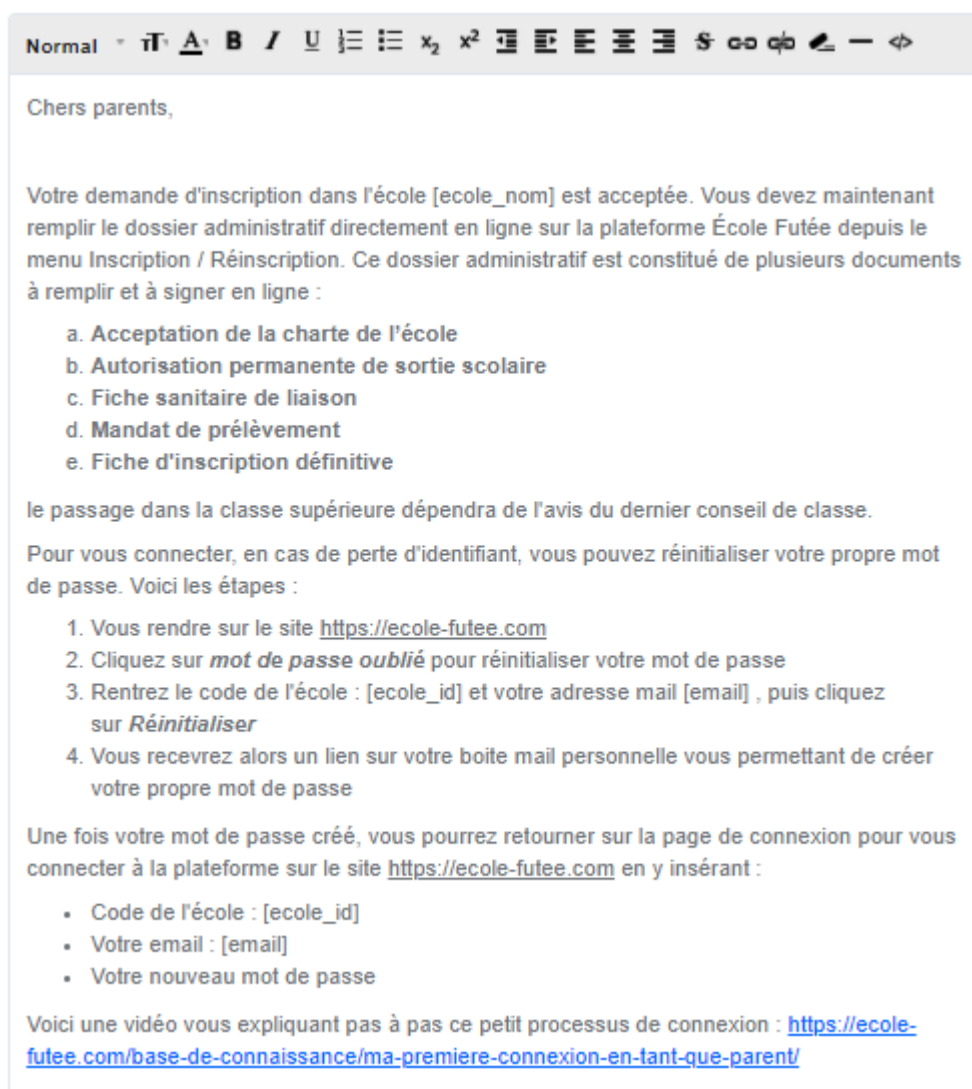 Normal
Chers parents,
Votre demande d'inscription dans l'école [ecole_nom] est acceptée. Vous devez maintenant
remplir le dossier administratif directement en ligne sur la plateforme École Futée depuis le
menu Inscription / Réinscription. Ce dossier administratif est constitué de plusieurs documents
à remplir et à signer en ligne :
a. Acceptation de la charte de l'école
b. Autorisation permanente de sortie scolaire
c. Fiche sanitaire de liaison
d. Mandat de prélèvement
e. Fiche d'inscription définitive
le passage dans la classe supérieure dépendra de l'avis du dernier conseil de classe.
Pour vous connecter, en cas de perte d'identifiant, vous pouvez réinitialiser votre propre mot
de passe. Voici les étapes :
1. Vous rendre sur le site https://ecole-futee.com
2. Cliquez sur mot de passe oublié pour réinitialiser votre mot de passe
3. Rentrez le code de l'école : [ecole_id] et votre adresse mail [email] , puis cliquez
sur Réinitialiser
4. Vous recevrez alors un lien sur votre boite mail personnelle vous permettant de créer
votre propre mot de passe
Une fois votre mot de passe créé, vous pourrez retourner sur la page de connexion pour vous
connecter à la plateforme sur le site https://ecole-futee.com en y insérant :
• Code de l'école : [ecole_id]
• Votre email : [email]
• Votre nouveau mot de passe
Voici une vidéo vous expliquant pas à pas ce petit processus de connexion : https://ecole-
futee.com/base-de-connaissance/ma-premiere-connexion-en-tant-que-parent/